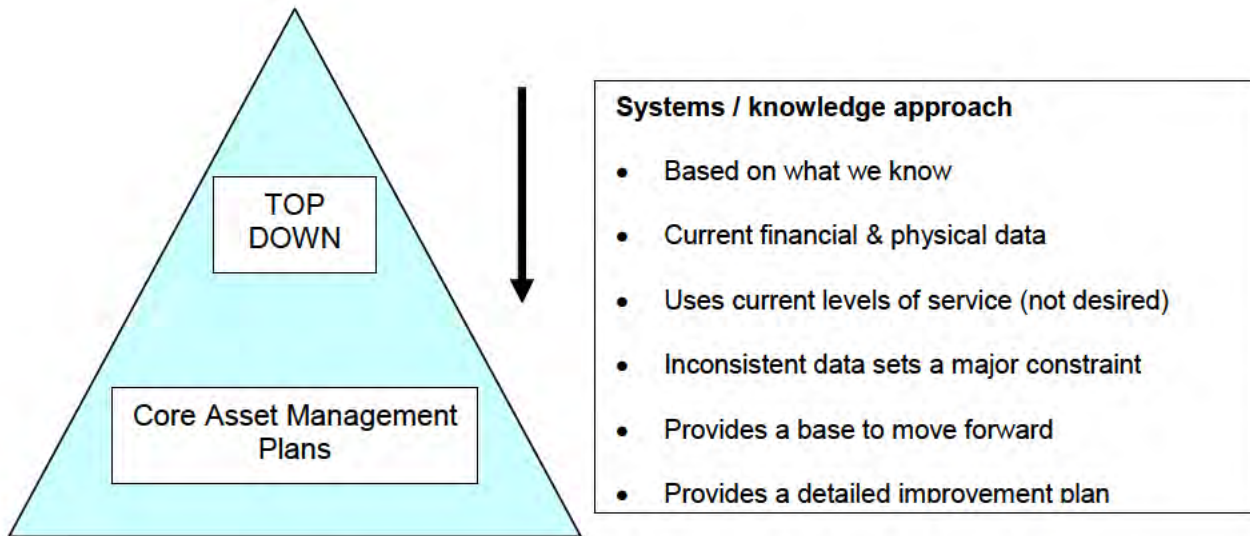 TOP
DOWN
Core Asset Management
Plans
Systems / knowledge approach
• Based on what we know
• Current financial & physical data
• Uses current levels of service (not desired)
• Inconsistent data sets a major constraint
• Provides a base to move forward
• Provides a detailed improvement plan